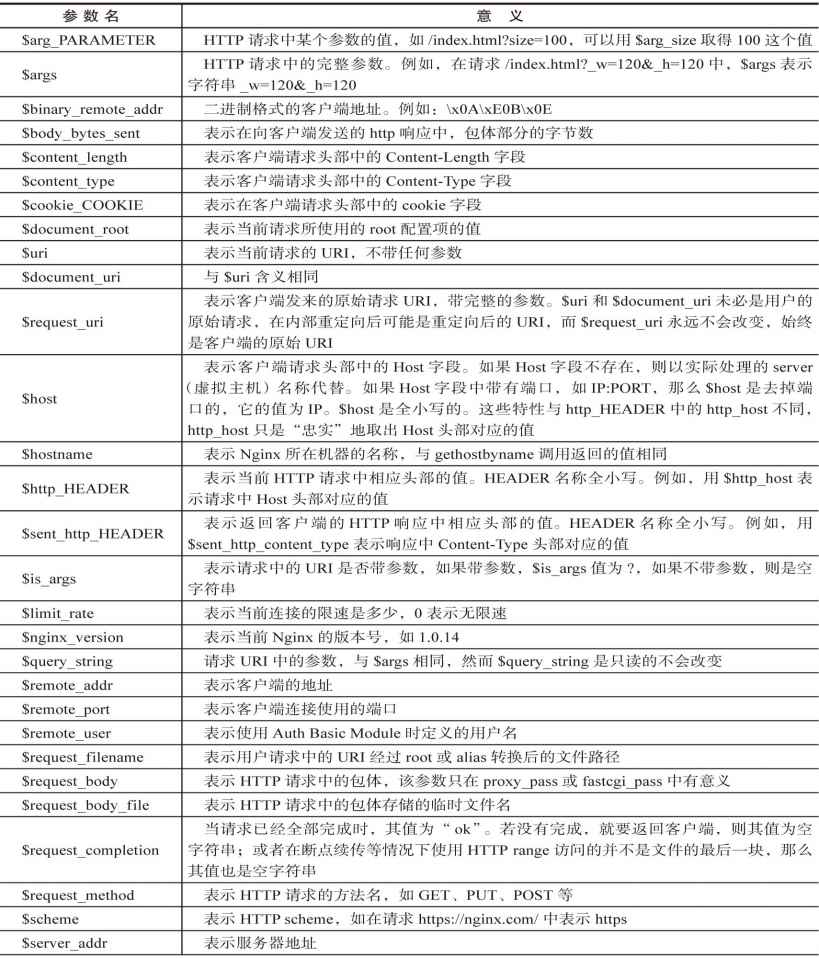 参数名 意义
$arg_PARAMETER HTTP 请求中某个参数的值，如 /index.html?size=100，可以用 $arg_size 取得 100 这个值
$args HTTP 请求中的完整参数。例如，在请求 /index.html?_w=120&_h=120 中，$args 表示
字符串 _w=120&_h=120
$binary_remote_addr 二进制格式的客户端地址。例如：\x0A\xE0B\x0E
$body_bytes_sent 表示在向客户端发送的 http 响应中，包体部分的字节数
$content_length 表示客户端请求头部中的 Content-Length 字段
$content_type 表示客户端请求头部中的 Content-Type 字段
$cookie_COOKIE 表示在客户端请求头部中的 cookie 字段
$document_root 表示当前请求所使用的 root 配置项的值
$uri 表示当前请求的 URI，不带任何参数
$document_uri 与 $uri 含义相同
$request_uri 表示客户端发来的原始请求 URI，带完整的参数。$uri 和 $document_uri 未必是用户的
原始请求，在内部重定向后可能是重定向后的 URI，而 $request_uri 永远不会改变，始终
是客户端的原始 URI
$host 表示客户端请求头部中的 Host 字段。如果 Host 字段不存在，则以实际处理的 server
（虚拟主机）名称代替。如果 Host 字段中带有端口，如 IP:PORT，那么 $host 是去掉端
口的，它的值为 IP。$host 是全小写的。这些特性与 http_HEADER 中的 http_host 不同，
http_host 只是“忠实”地取出 Host 头部对应的值
$hostname 表示 Nginx 所在机器的名称，与 gethostbyname 调用返回的值相同
$http_HEADER 表示当前 HTTP 请求中相应头部的值。HEADER 名称全小写。例如，用 $http_host 表
示请求中 Host 头部对应的值
$sent_http_HEADER 表示返回客户端的 HTTP 响应中相应头部的值。HEADER 名称全小写。例如，用
$sent_http_content_type 表示响应中 Content-Type 头部对应的值
$is_args 表示请求中的 URI 是否带参数，如果带参数，$is_args 值为 ?，如果不带参数，则是空
字符串
$limit_rate 表示当前连接的限速是多少，0 表示无限速
$nginx_version 表示当前 Nginx 的版本号，如 1.0.14
$query_string 请求 URI 中的参数，与 $args 相同，然而 $query_string 是只读的不会改变
$remote_addr 表示客户端的地址
$remote_port 表示客户端连接使用的端口
$remote_user 表示使用 Auth Basic Module 时定义的用户名
$request_filename 表示用户请求中的 URI 经过 root 或 alias 转换后的文件路径
$request_body 表示 HTTP 请求中的包体，该参数只在 proxy_pass 或 fastcgi_pass 中有意义
$request_body_file 表示 HTTP 请求中的包体存储的临时文件名
$request_completion 当请求已经全部完成时，其值为“ok”。若没有完成，就要返回客户端，则其值为空
字符串；或者在断点续传等情况下使用 HTTP range 访问的并不是文件的最后一块，那么
其值也是空字符串
$request_method 表示 HTTP 请求的方法名，如 GET、PUT、POST 等
$scheme 表示 HTTP scheme，如在请求 https://nginx.com/ 中表示 https
$server_addr 表示服务器地址